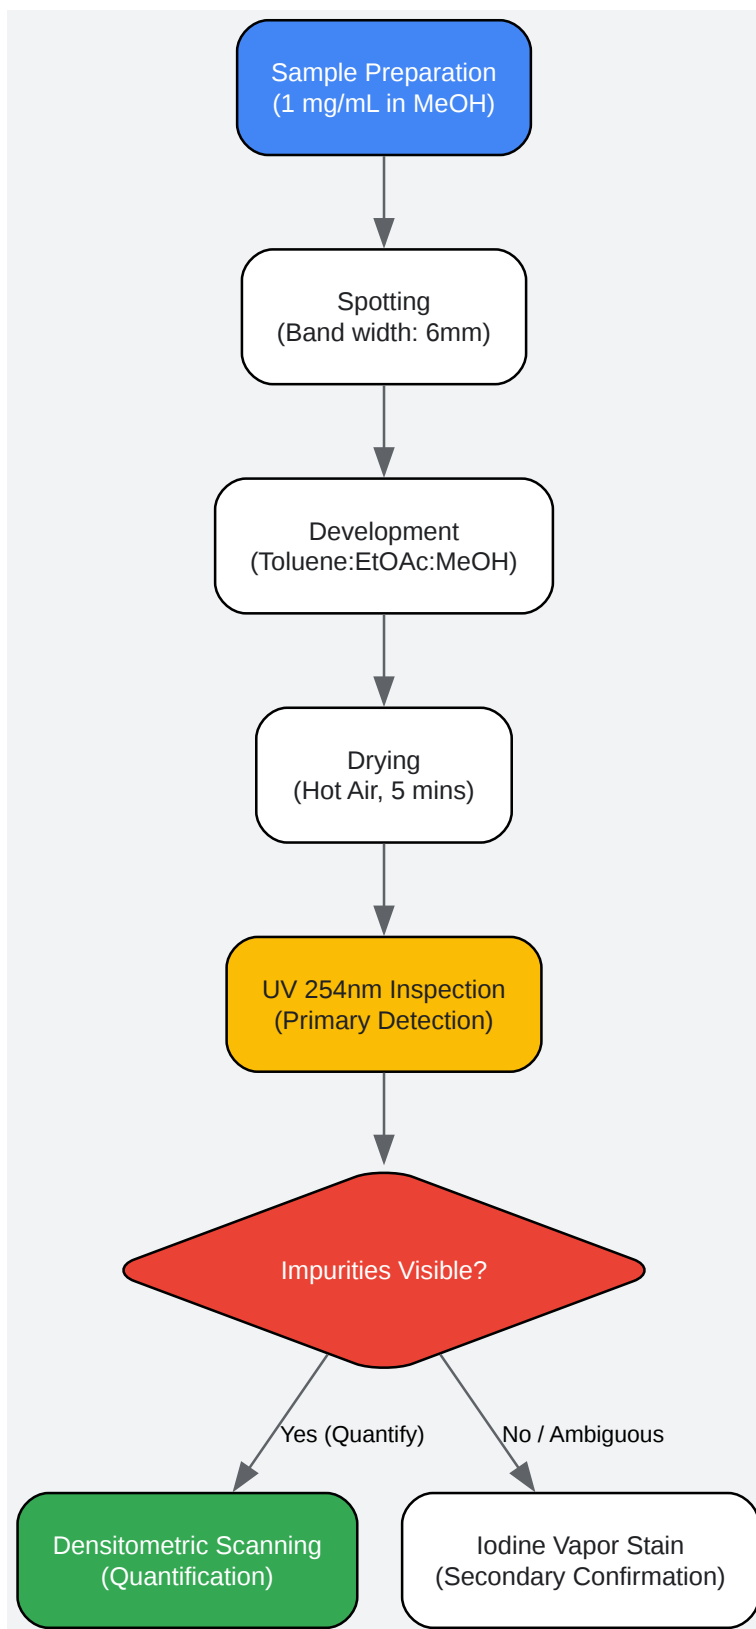 Sample Preparation
(1 mg/mL in MeOH)
Spotting
(Band width: 6mm)
Development
(Toluene:EtOAc:MeOH)
Drying
(Hot Air, 5 mins)
UV 254nm Inspection
(Primary Detection)
Impurities Visible?
Yes (Quantify)
No / Ambiguous
Densitometric Scanning
(Quantification)
Iodine Vapor Stain
(Secondary Confirmation)